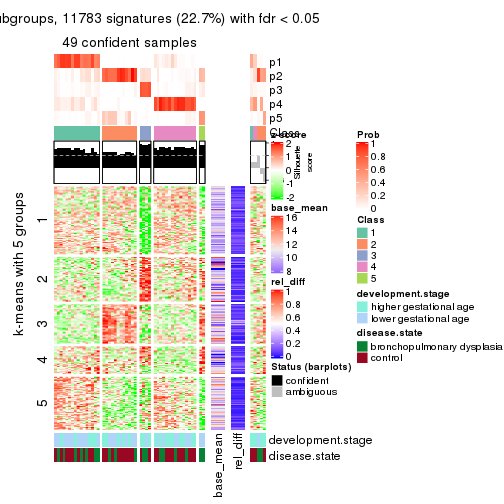 ubgroups, 11783 signatures (22.7%) with fdr < 0.05
49 confident samples
p1
p2
p3
p4
p5
Class
Silhouette
score
k-means with 5 groups
1
2
3
4
5
z-score
2
1
0
-1
-2
base_mean
16
14
12
10
8
rel_diff
1
0.8
0.6
0.4
0.2
0
Status (barplots)
confident
ambiguous
Prob
1
0.8
0.6
0.4
0.2
0
Class
1
2
3
4
5
development.stage
higher gestational age
lower gestational age
disease.state
bronchopulmonary dysplasia
control
development.stage
disease.state
base_mean
rel_diff